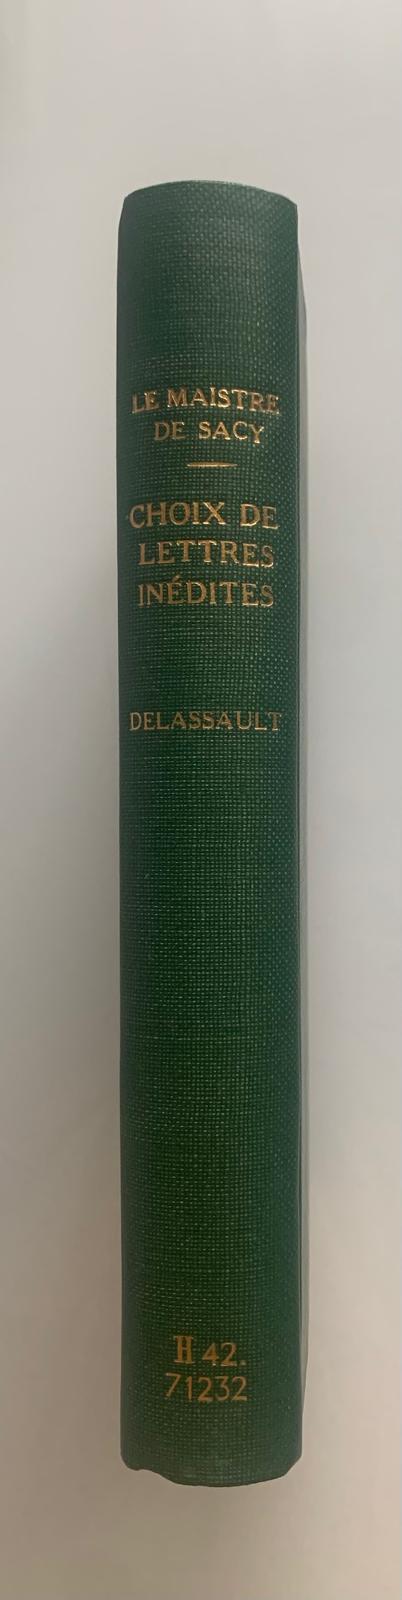 LE MAISTRE
DE SACY
CHOIX DE
LETTRES
INÉDITES
DELASSAULT
H 42.
71232